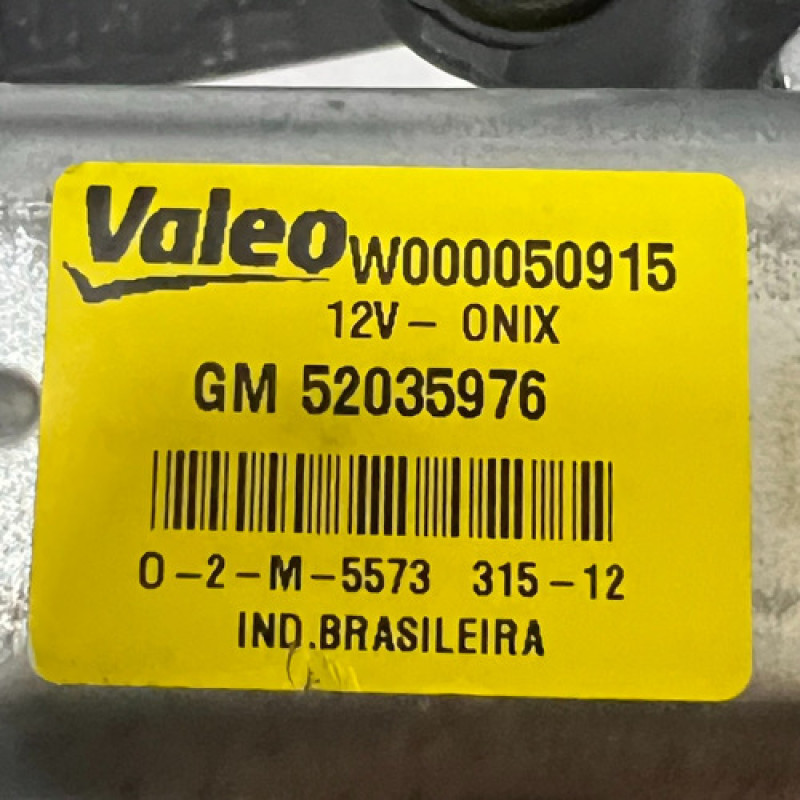 Valeo W000050915
12V- ONIX
GM 52035976
O-2-M-5573 315-12
IND.BRASILEIRA